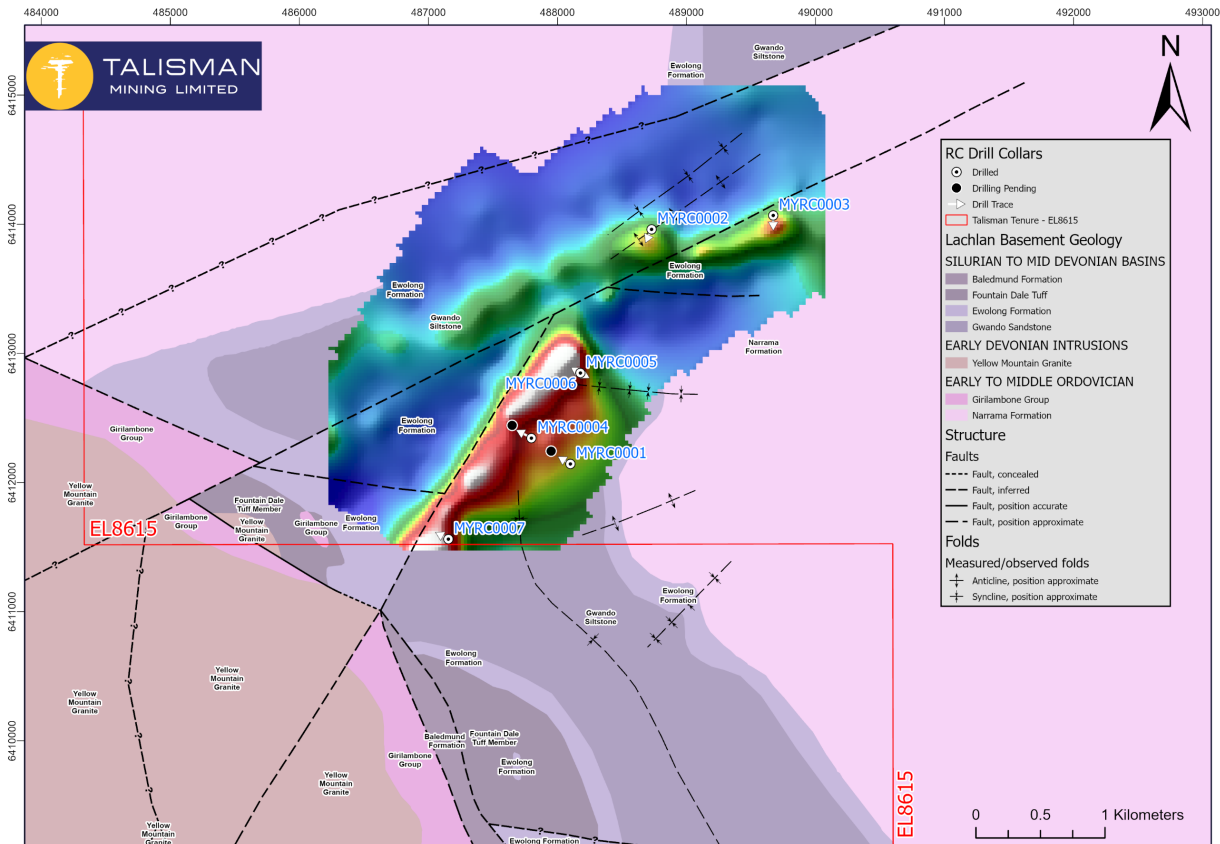 484000
485000
486000
487000
488000
489000
490000
491000
492000
493000
6415000
6414000
6413000
6412000
6411000
6410000
TALISMAN
MINING LIMITED
N
Gwando
Siltstone
Ewolong
Formation
MYRC0002
MYRC0003
Ewolong
Formation
Ewolong
Formation
Gwando
Siltstone
Narrama
Formation
MYRC0005
MYRC0006
MYRC0004
MYRC0001
MYRC0007
Ewolong
Formation
Girilambone
Group
Yellow
Mountain
Granite
Fountain Dale
Tuff Member
Girilambone
Group
Yellow
Mountain
Granite
Girilambone
Group
Ewolong
Formation
EL8615
Ewolong
Formation
Gwando
Siltstone
Ewolong
Formation
Yellow
Mountain
Granite
Yellow
Mountain
Granite
Baledmund
Formation
Fountain Dale
Tuff Member
Girilambone
Group
Ewolong
Formation
Yellow
Mountain
Granite
Yellow
Mountain
Granite
Ewolong Formation
EL8615
RC Drill Collars
Drilled
Drilling Pending
Drill Trace
Talisman Tenure - EL8615
Lachlan Basement Geology
SILURIAN TO MID DEVONIAN BASINS
Baledmund Formation
Fountain Dale Tuff
Ewolong Formation
Gwando Sandstone
EARLY DEVONIAN INTRUSIONS
Yellow Mountain Granite
EARLY TO MIDDLE ORDOVICIAN
Girilambone Group
Narrama Formation
Structure
Faults
Fault, concealed
Fault, inferred
Fault, position accurate
Fault, position approximate
Folds
Measured/observed folds
Anticline, position approximate
Syncline, position approximate
0 0.5 1 Kilometers